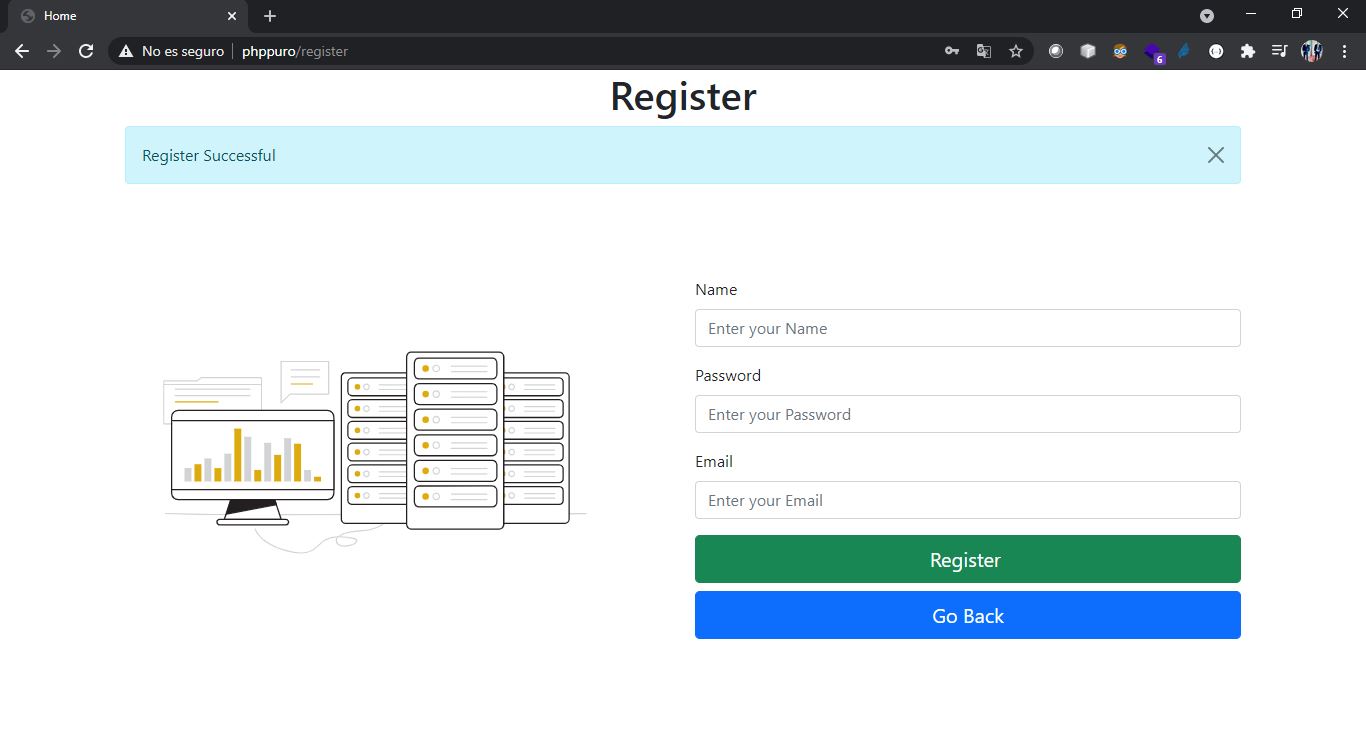 Home
No es seguro phppuro/register
6
Register
Register Successful
Name
Enter your Name
Password
Enter your Password
Email
Enter your Email
Register
Go Back